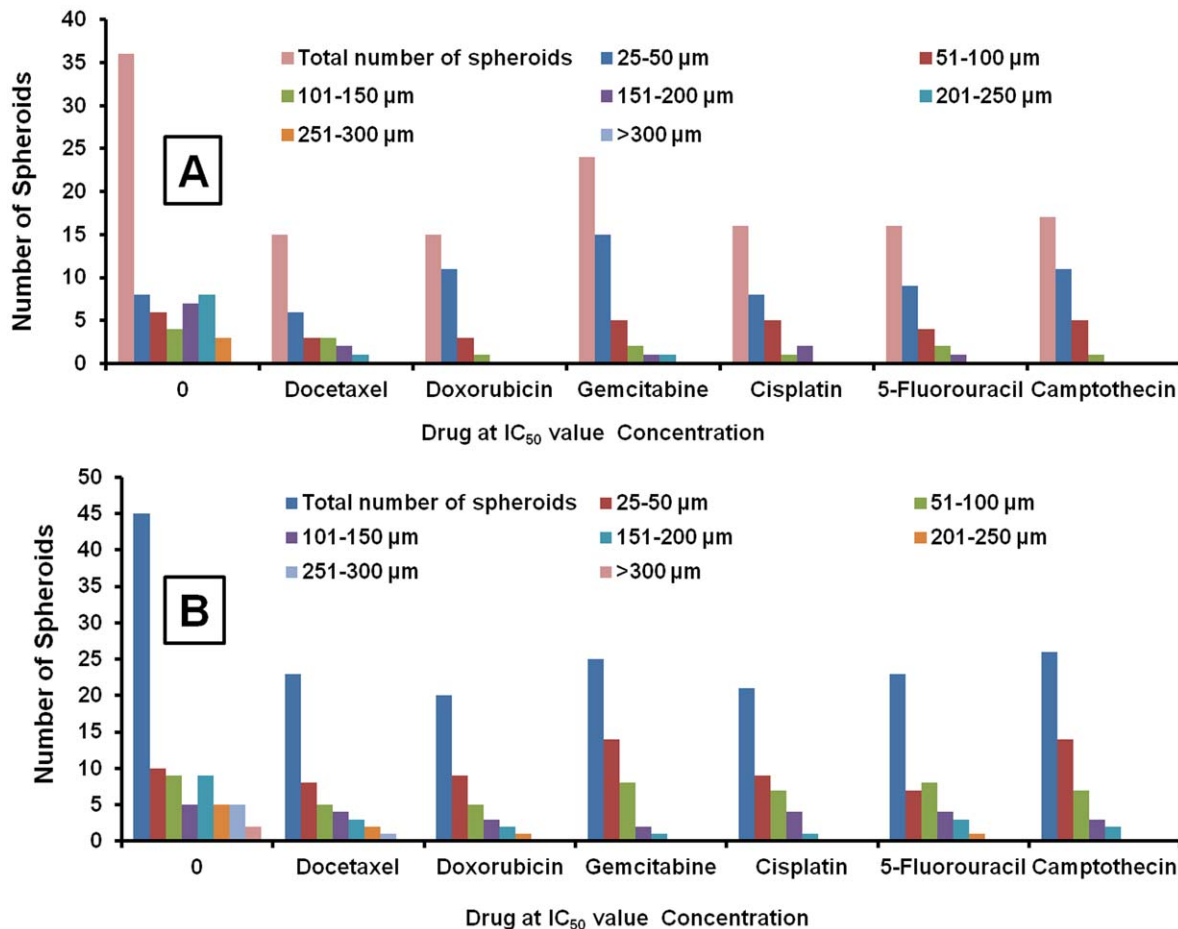 40
35
30
25
20
15
10
5
0
Number of Spheroids
A
Total number of spheroids 25-50 µm 51-100 µm
101-150 µm 151-200 µm 201-250 µm
251-300 µm >300 µm
0 Docetaxel Doxorubicin Gemcitabine Cisplatin 5-Fluorouracil Camptothecin
Drug at IC₅₀ value Concentration
50
45
40
35
30
25
20
15
10
5
0
Number of Spheroids
B
Total number of spheroids 25-50 µm 51-100 µm
101-150 µm 151-200 µm 201-250 µm
251-300 µm >300 µm
0 Docetaxel Doxorubicin Gemcitabine Cisplatin 5-Fluorouracil Camptothecin
Drug at IC₅₀ value Concentration